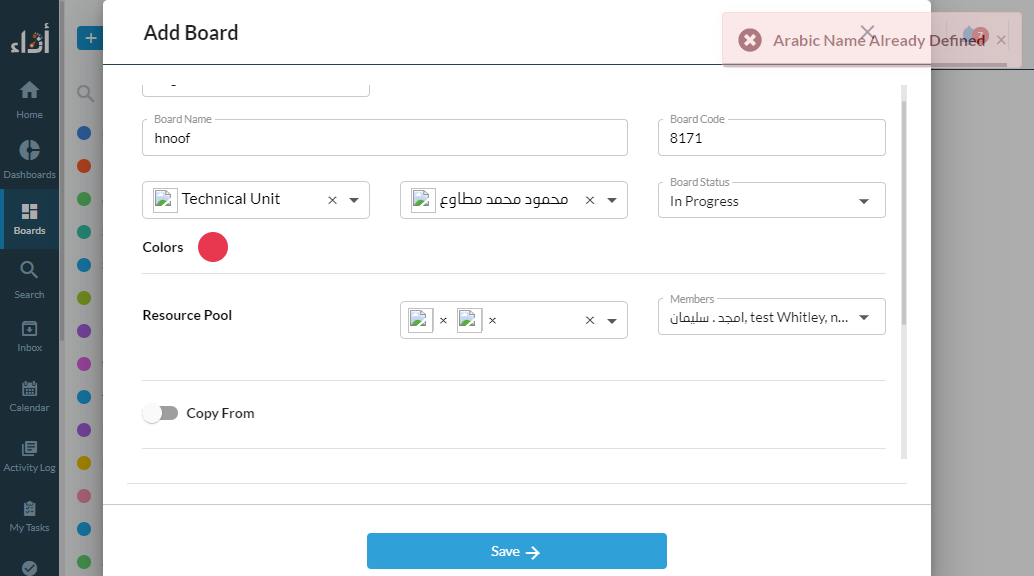 أداء
Add Board
Arabic Name Already Defined
Home
Dashboards
Boards
Search
Inbox
Calendar
Activity Log
My Tasks
Board Name
hnoof
Board Code
8171
Technical Unit
محمود محمد مطاوع
Board Status
In Progress
Colors
Resource Pool
Members
امجد . سليمان, test Whitley, n...
Copy From
Save